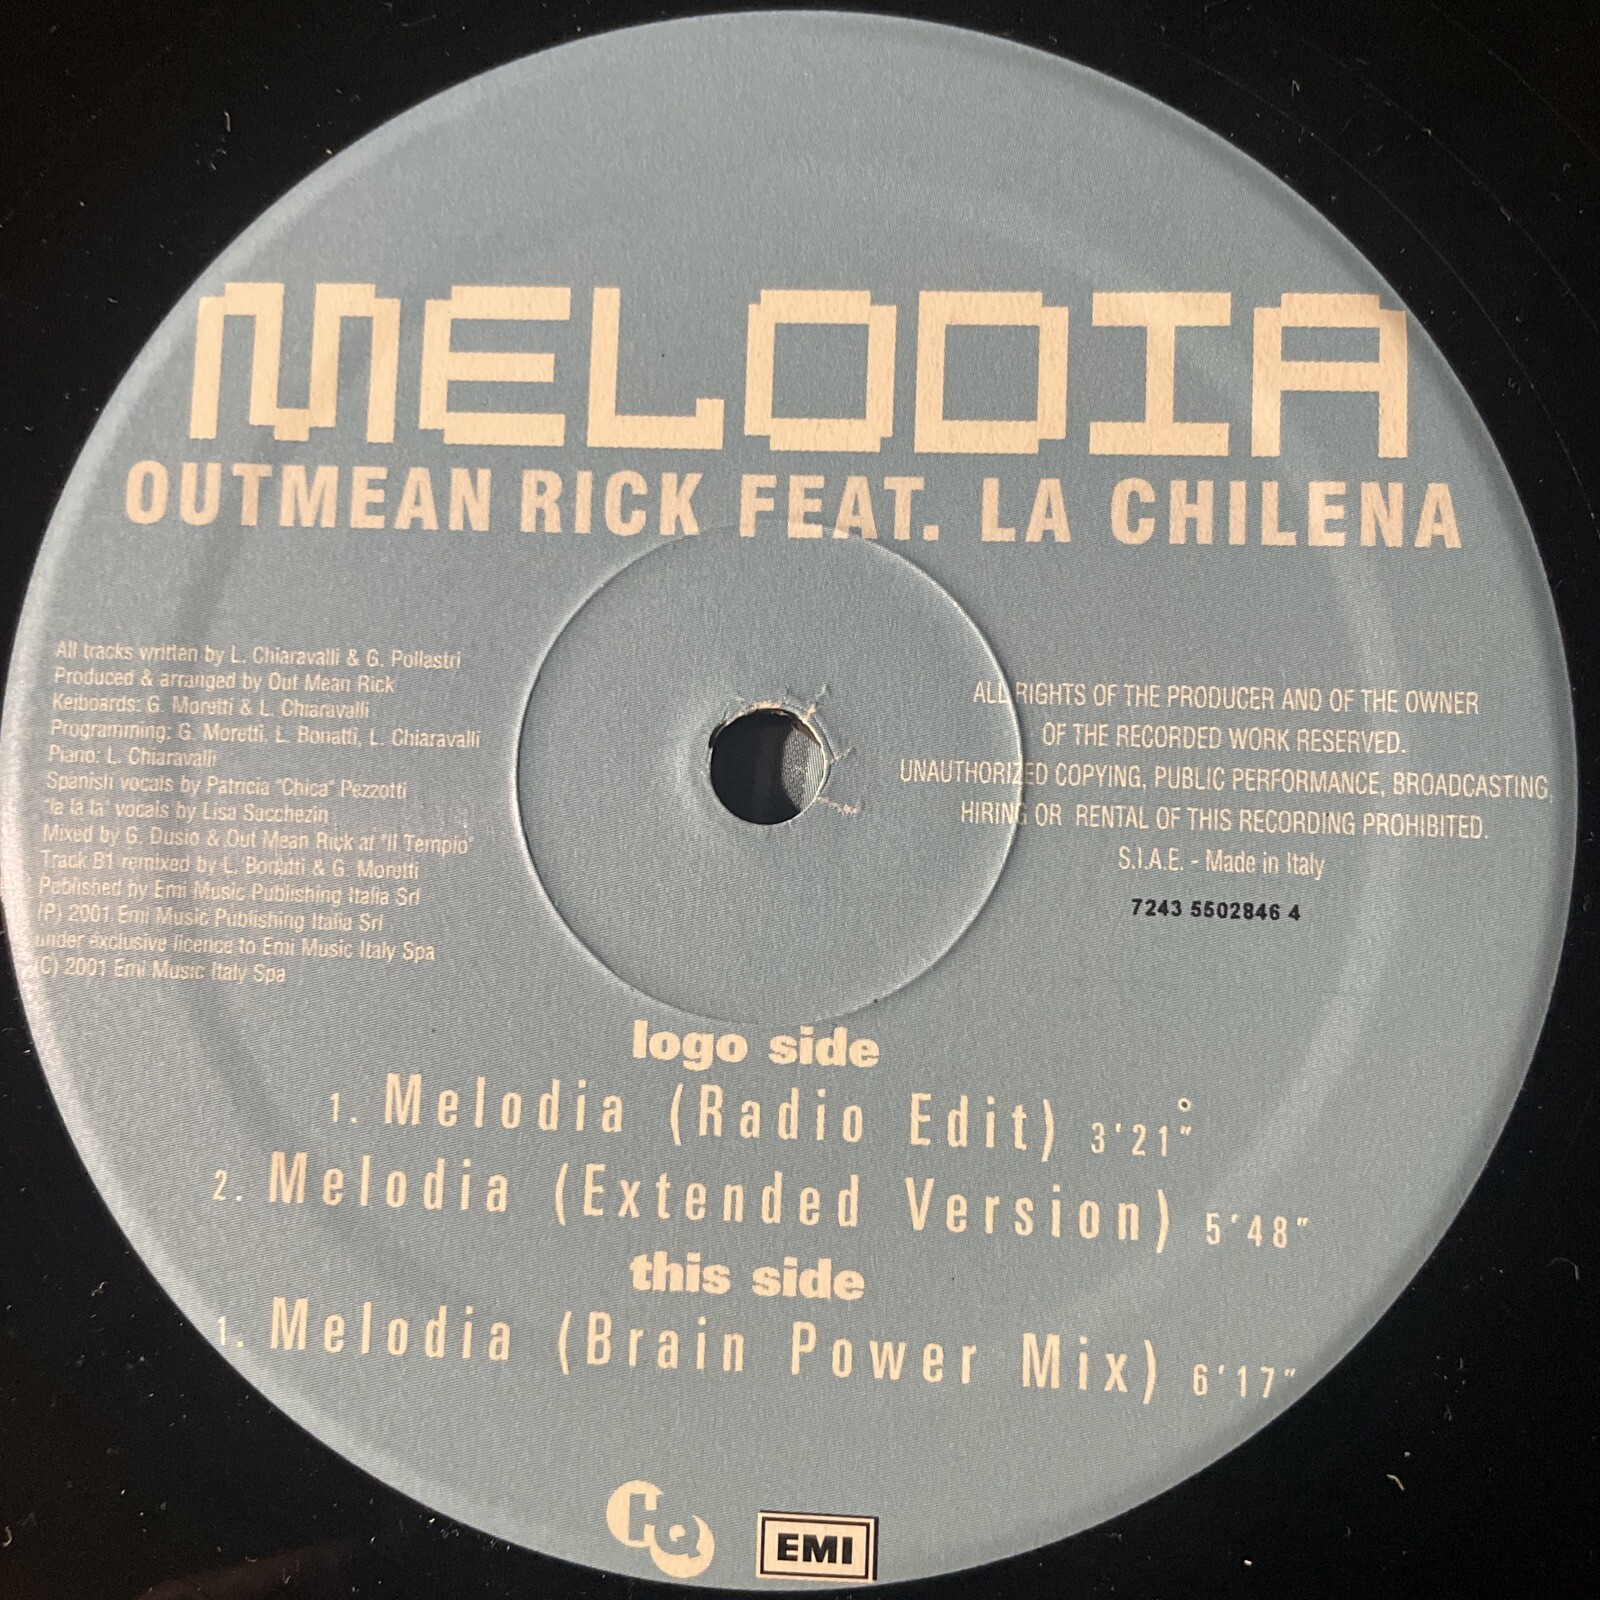 MELODIA
OUTMEAN RICK FEAT. LA CHILENA
All tracks written by L. Chiaravalli & G. Pollastri
Produced & arranged by Out Mean Rick
Keiboards: G. Moretti & L. Chiaravalli
Programming: G. Moretti, L. Bonatti, L. Chiaravalli
Piano: L. Chiaravalli
Spanish vocals by Patricia "Chica" Pezzotti
"la la la" vocals by Lisa Sacchezin
Mixed by G. Dusio & Out Mean Rick at "Il Tempio"
Track B1 remixed by L. Bonatti & G. Moretti
Published by Emi Music Publishing Italia Srl
(P) 2001 Emi Music Publishing Italia Srl
under exclusive licence to Emi Music Italy Spa
(C) 2001 Emi Music Italy Spa
ALL RIGHTS OF THE PRODUCER AND OF THE OWNER
OF THE RECORDED WORK RESERVED.
UNAUTHORIZED COPYING, PUBLIC PERFORMANCE, BROADCASTING,
HIRING OR RENTAL OF THIS RECORDING PROHIBITED.
S.I.A.E. - Made in Italy
7243 5502846 4
logo side
1. Melodia (Radio Edit) 3'21"
2. Melodia (Extended Version) 5'48"
this side
1. Melodia (Brain Power Mix) 6'17"
EMI